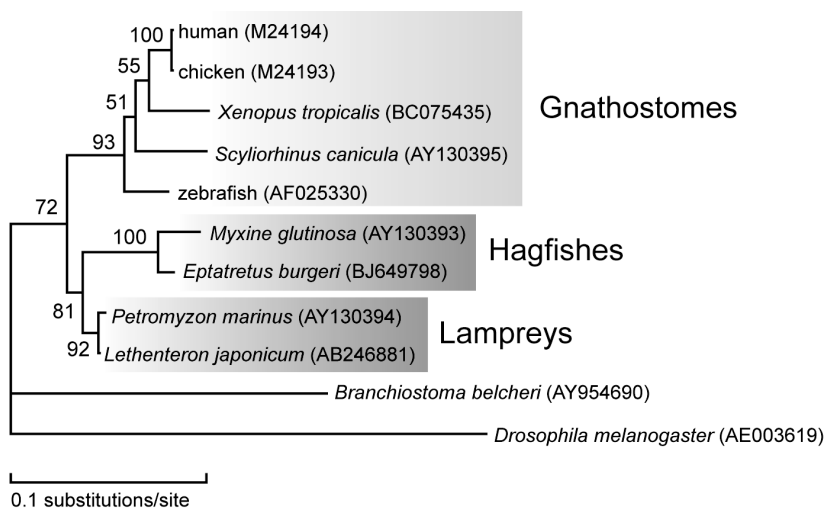 100
human (M24194)
55
chicken (M24193)
51
Xenopus tropicalis (BC075435)
Gnathostomes
93
Scyliorhinus canicula (AY130395)
zebrafish (AF025330)
72
100
Myxine glutinosa (AY130393)
Hagfishes
Eptatretus burgeri (BJ649798)
81
Petromyzon marinus (AY130394)
Lampreys
92
Lethenteron japonicum (AB246881)
Branchiostoma belcheri (AY954690)
Drosophila melanogaster (AE003619)
0.1 substitutions/site